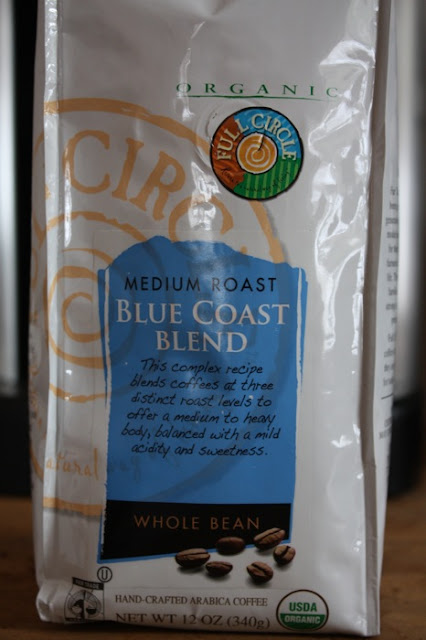 ORGANIC
FULL CIRCLE
CIRC
MEDIUM ROAST
BLUE COAST
BLEND
This complex recipe
blends coffees at three
distinct roast levels to
offer a medium to heavy
body, balanced with a mild
acidity and sweetness.
WHOLE BEAN
U
HAND-CRAFTED ARABICA COFFEE
NET WT 12 OZ (340g)
USDA
ORGANIC